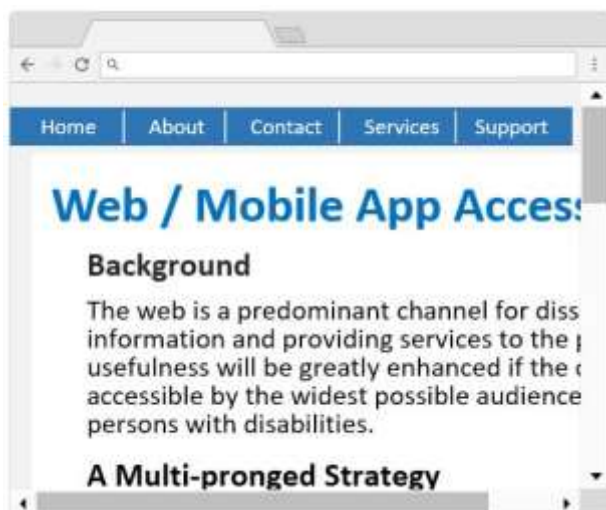 Home About Contact Services Support
Web / Mobile App Access
Background
The web is a predominant channel for diss
information and providing services to the
usefulness will be greatly enhanced if the
accessible by the widest possible audience
persons with disabilities.
A Multi-pronged Strategy